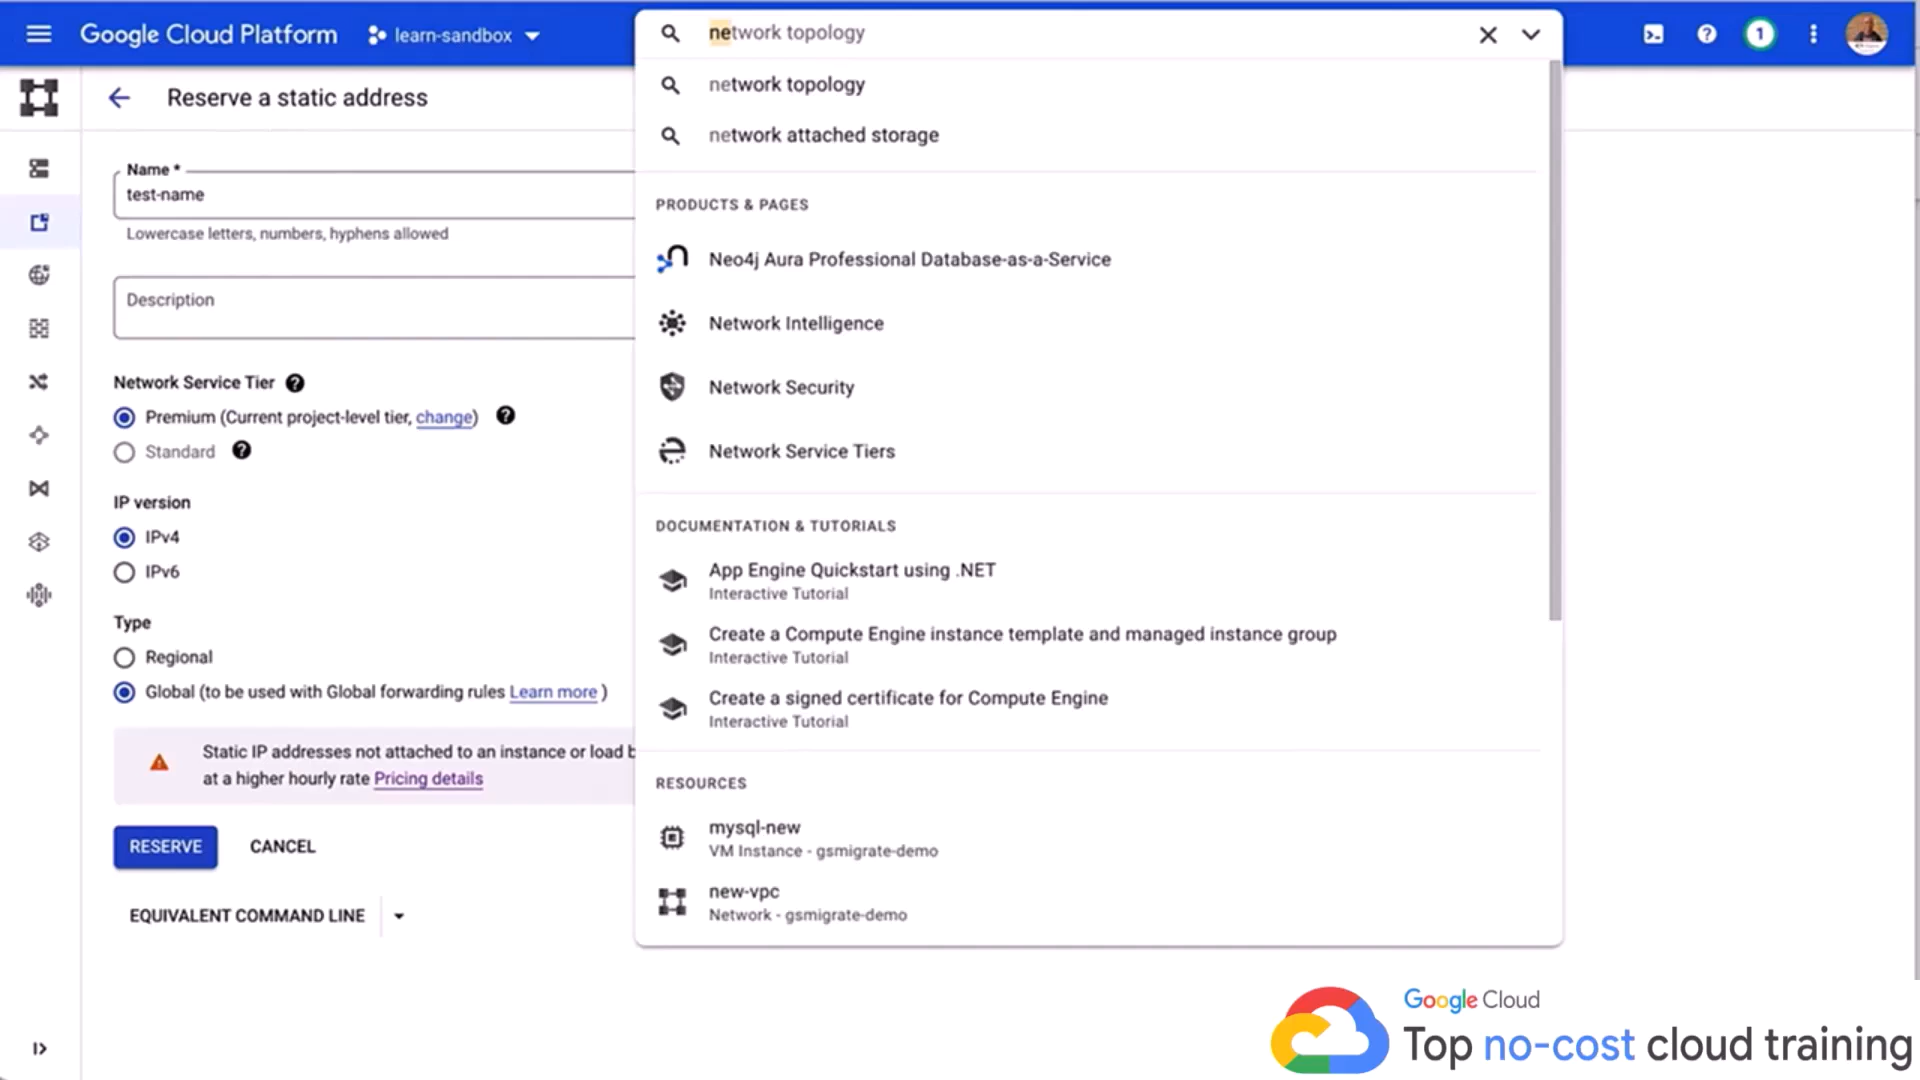 Google Cloud Platform
learn-sandbox
network topology
1
Reserve a static address
network topology
network attached storage
Name *
test-name
Lowercase letters, numbers, hyphens allowed
Description
Network Service Tier
Premium (Current project-level tier, change)
Standard
IP version
IPv4
IPv6
Type
Regional
Global (to be used with Global forwarding rules Learn more )
Static IP addresses not attached to an instance or load b
at a higher hourly rate Pricing details
RESERVE
CANCEL
EQUIVALENT COMMAND LINE
PRODUCTS & PAGES
Neo4j Aura Professional Database-as-a-Service
Network Intelligence
Network Security
Network Service Tiers
DOCUMENTATION & TUTORIALS
App Engine Quickstart using .NET
Interactive Tutorial
Create a Compute Engine instance template and managed instance group
Interactive Tutorial
Create a signed certificate for Compute Engine
Interactive Tutorial
RESOURCES
mysql-new
VM Instance - gsmigrate-demo
new-vpc
Network - gsmigrate-demo
Google Cloud
Top no-cost cloud training